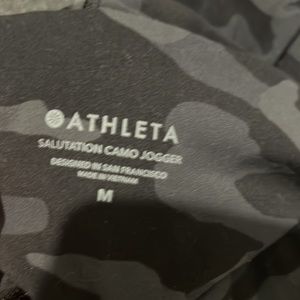 ATHLETA
SALUTATION CAMO JOGGER
DESIGNED IN SAN FRANCISCO
MADE IN VIETNAM
M